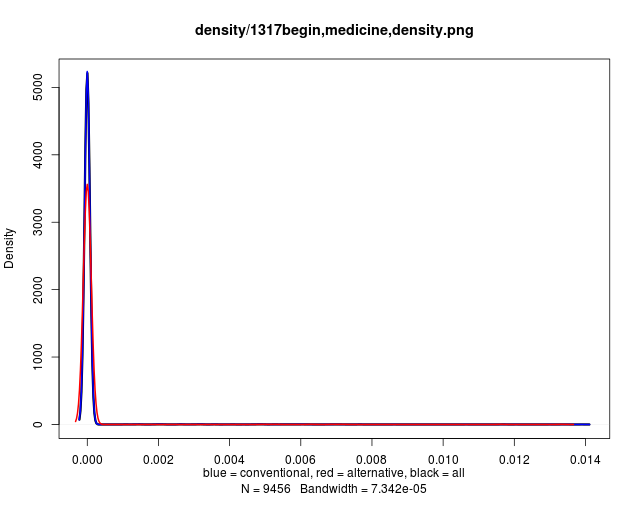 density/1317begin,medicine,density.png
Density
5000
4000
3000
2000
1000
0
0.000 0.002 0.004 0.006 0.008 0.010 0.012 0.014
blue = conventional, red = alternative, black = all
N = 9456 Bandwidth = 7.342e-05